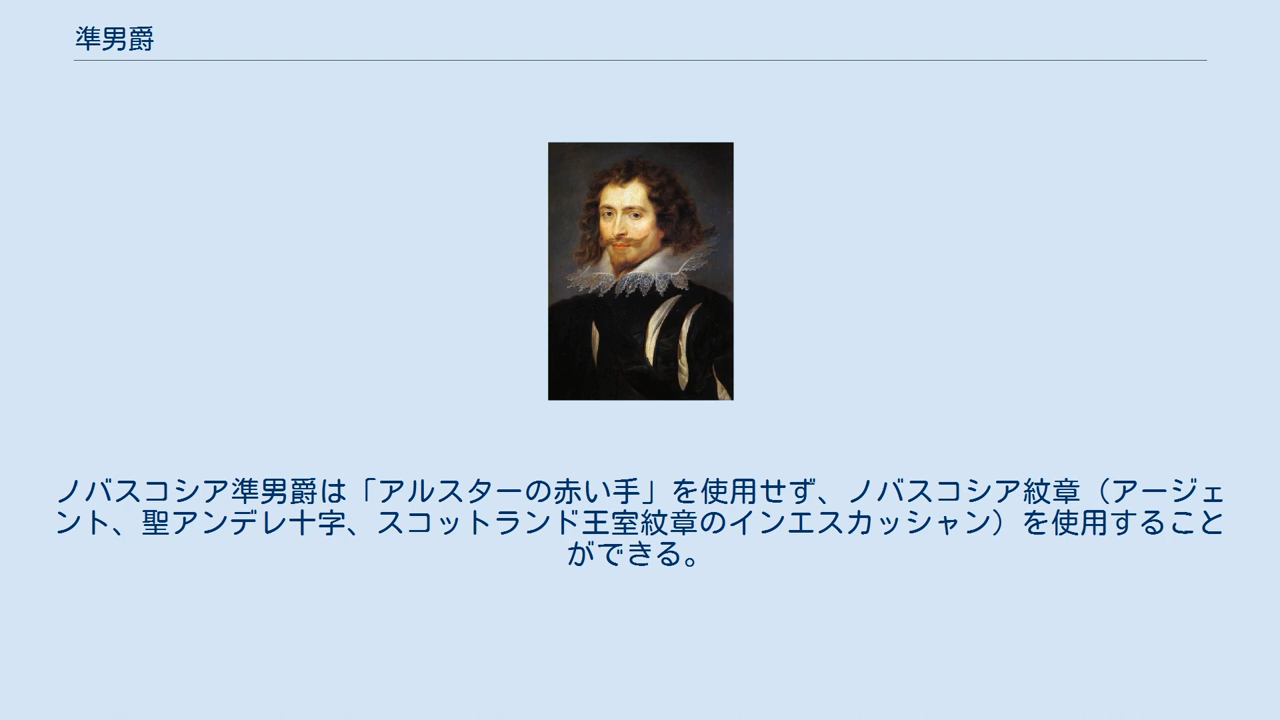 準男爵
ノバスコシア準男爵は「アルスターの赤い手」を使用せず、ノバスコシア紋章（アージェ
ント、聖アンデレ十字、スコットランド王室紋章のインエスカッシャン）を使用すること
ができる。